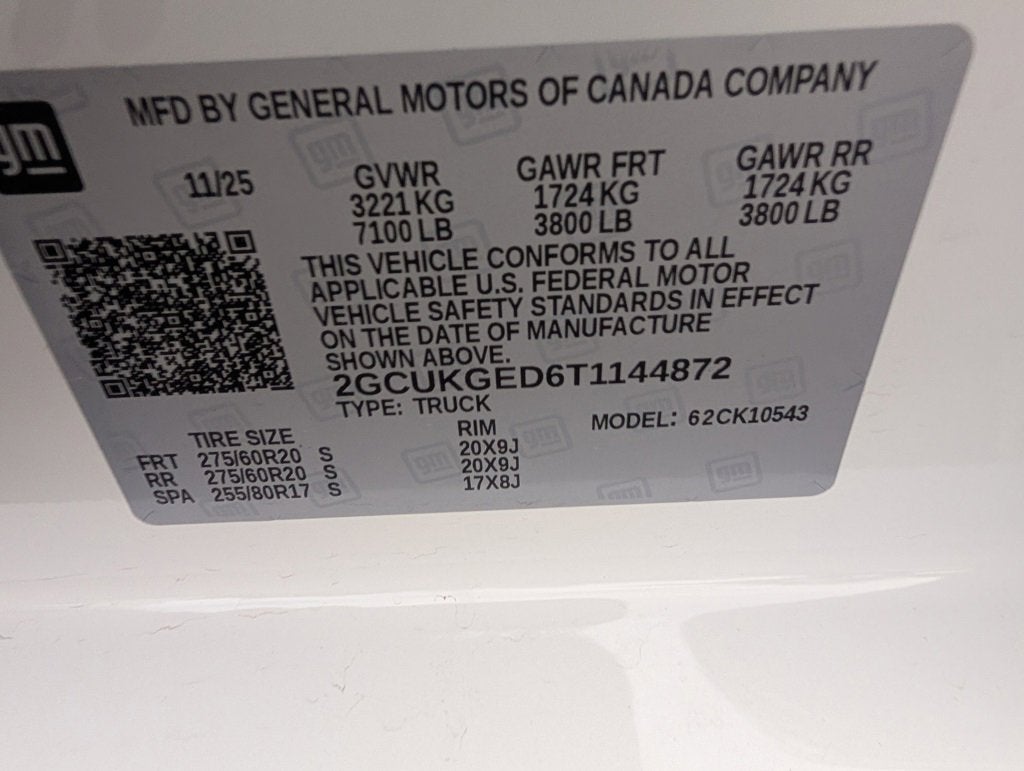 MFD BY GENERAL MOTORS OF CANADA COMPANY
gm
11/25 GVWR GAWR FRT GAWR RR
3221 KG 1724 KG 1724 KG
7100 LB 3800 LB 3800 LB
THIS VEHICLE CONFORMS TO ALL
APPLICABLE U.S. FEDERAL MOTOR
VEHICLE SAFETY STANDARDS IN EFFECT
ON THE DATE OF MANUFACTURE
SHOWN ABOVE.
2GCUKGED6T1144872
TYPE: TRUCK
MODEL: 62CK10543
TIRE SIZE RIM
FRT 275/60R20 S 20X9J
RR 275/60R20 S 20X9J
SPA 255/80R17 S 17X8J